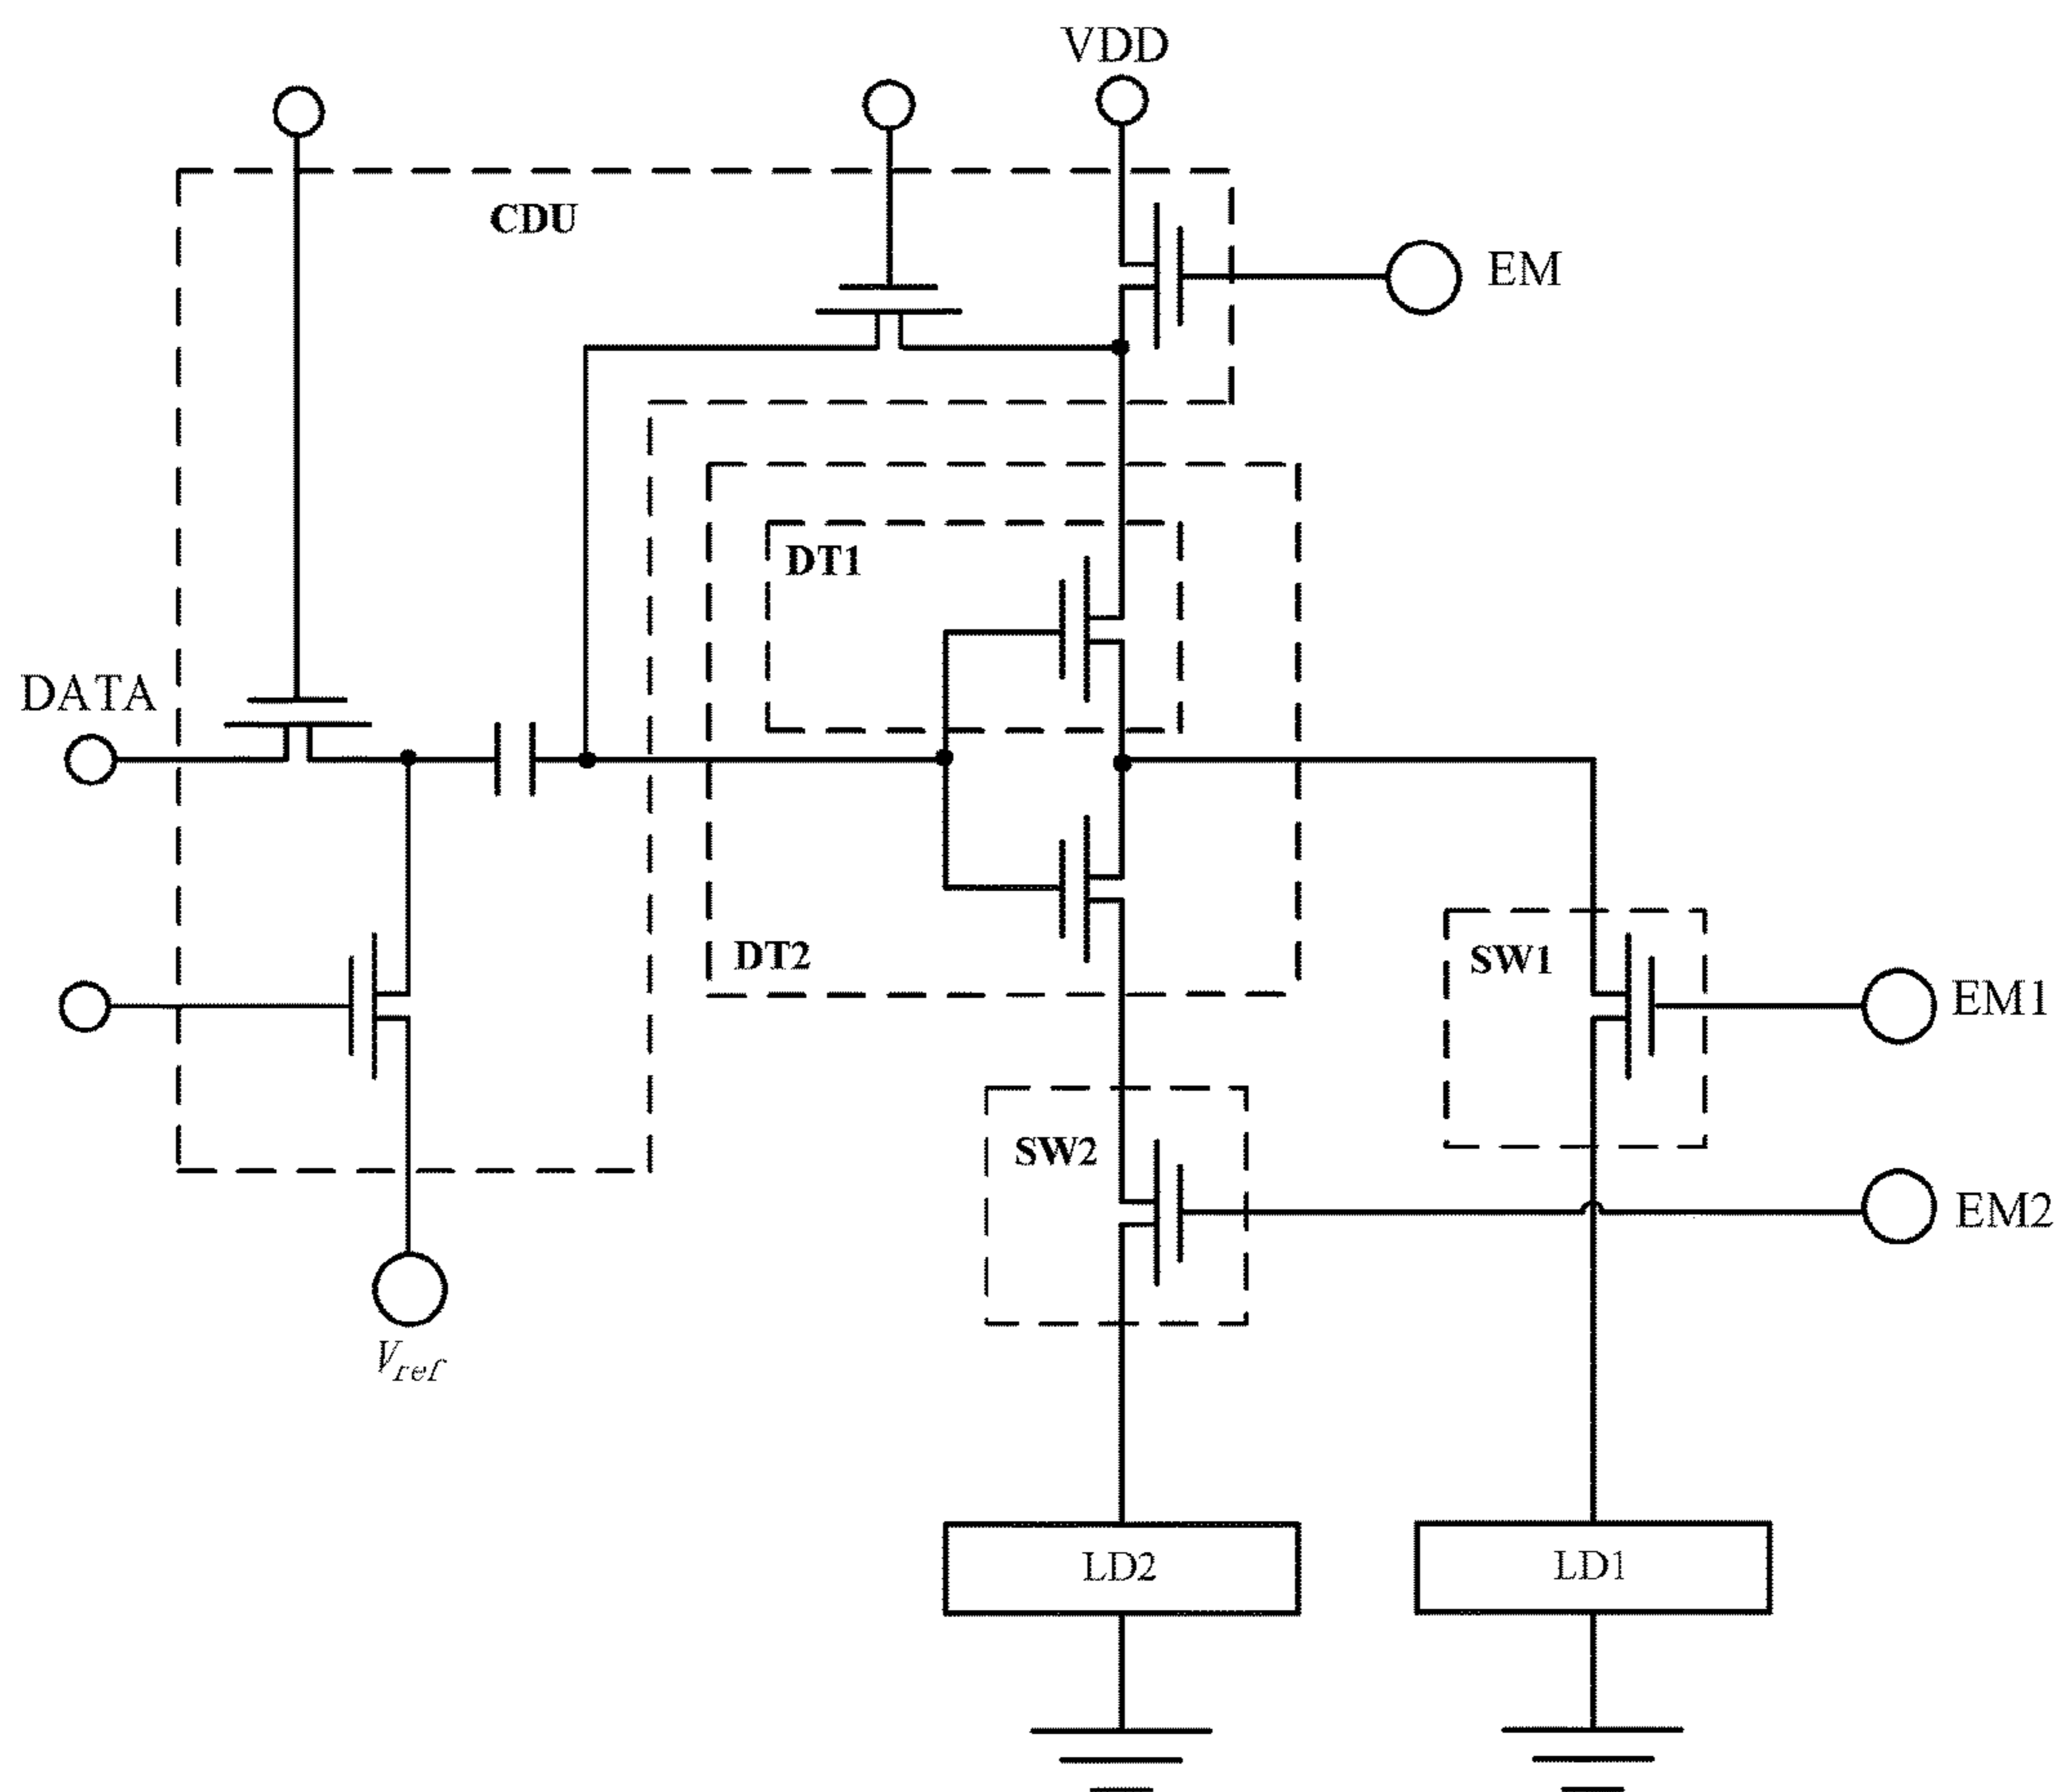 VDD
CDU
EM
DT1
DATA
DT2
SW1
EM1
SW2
EM2
Vref
LD2
LD1